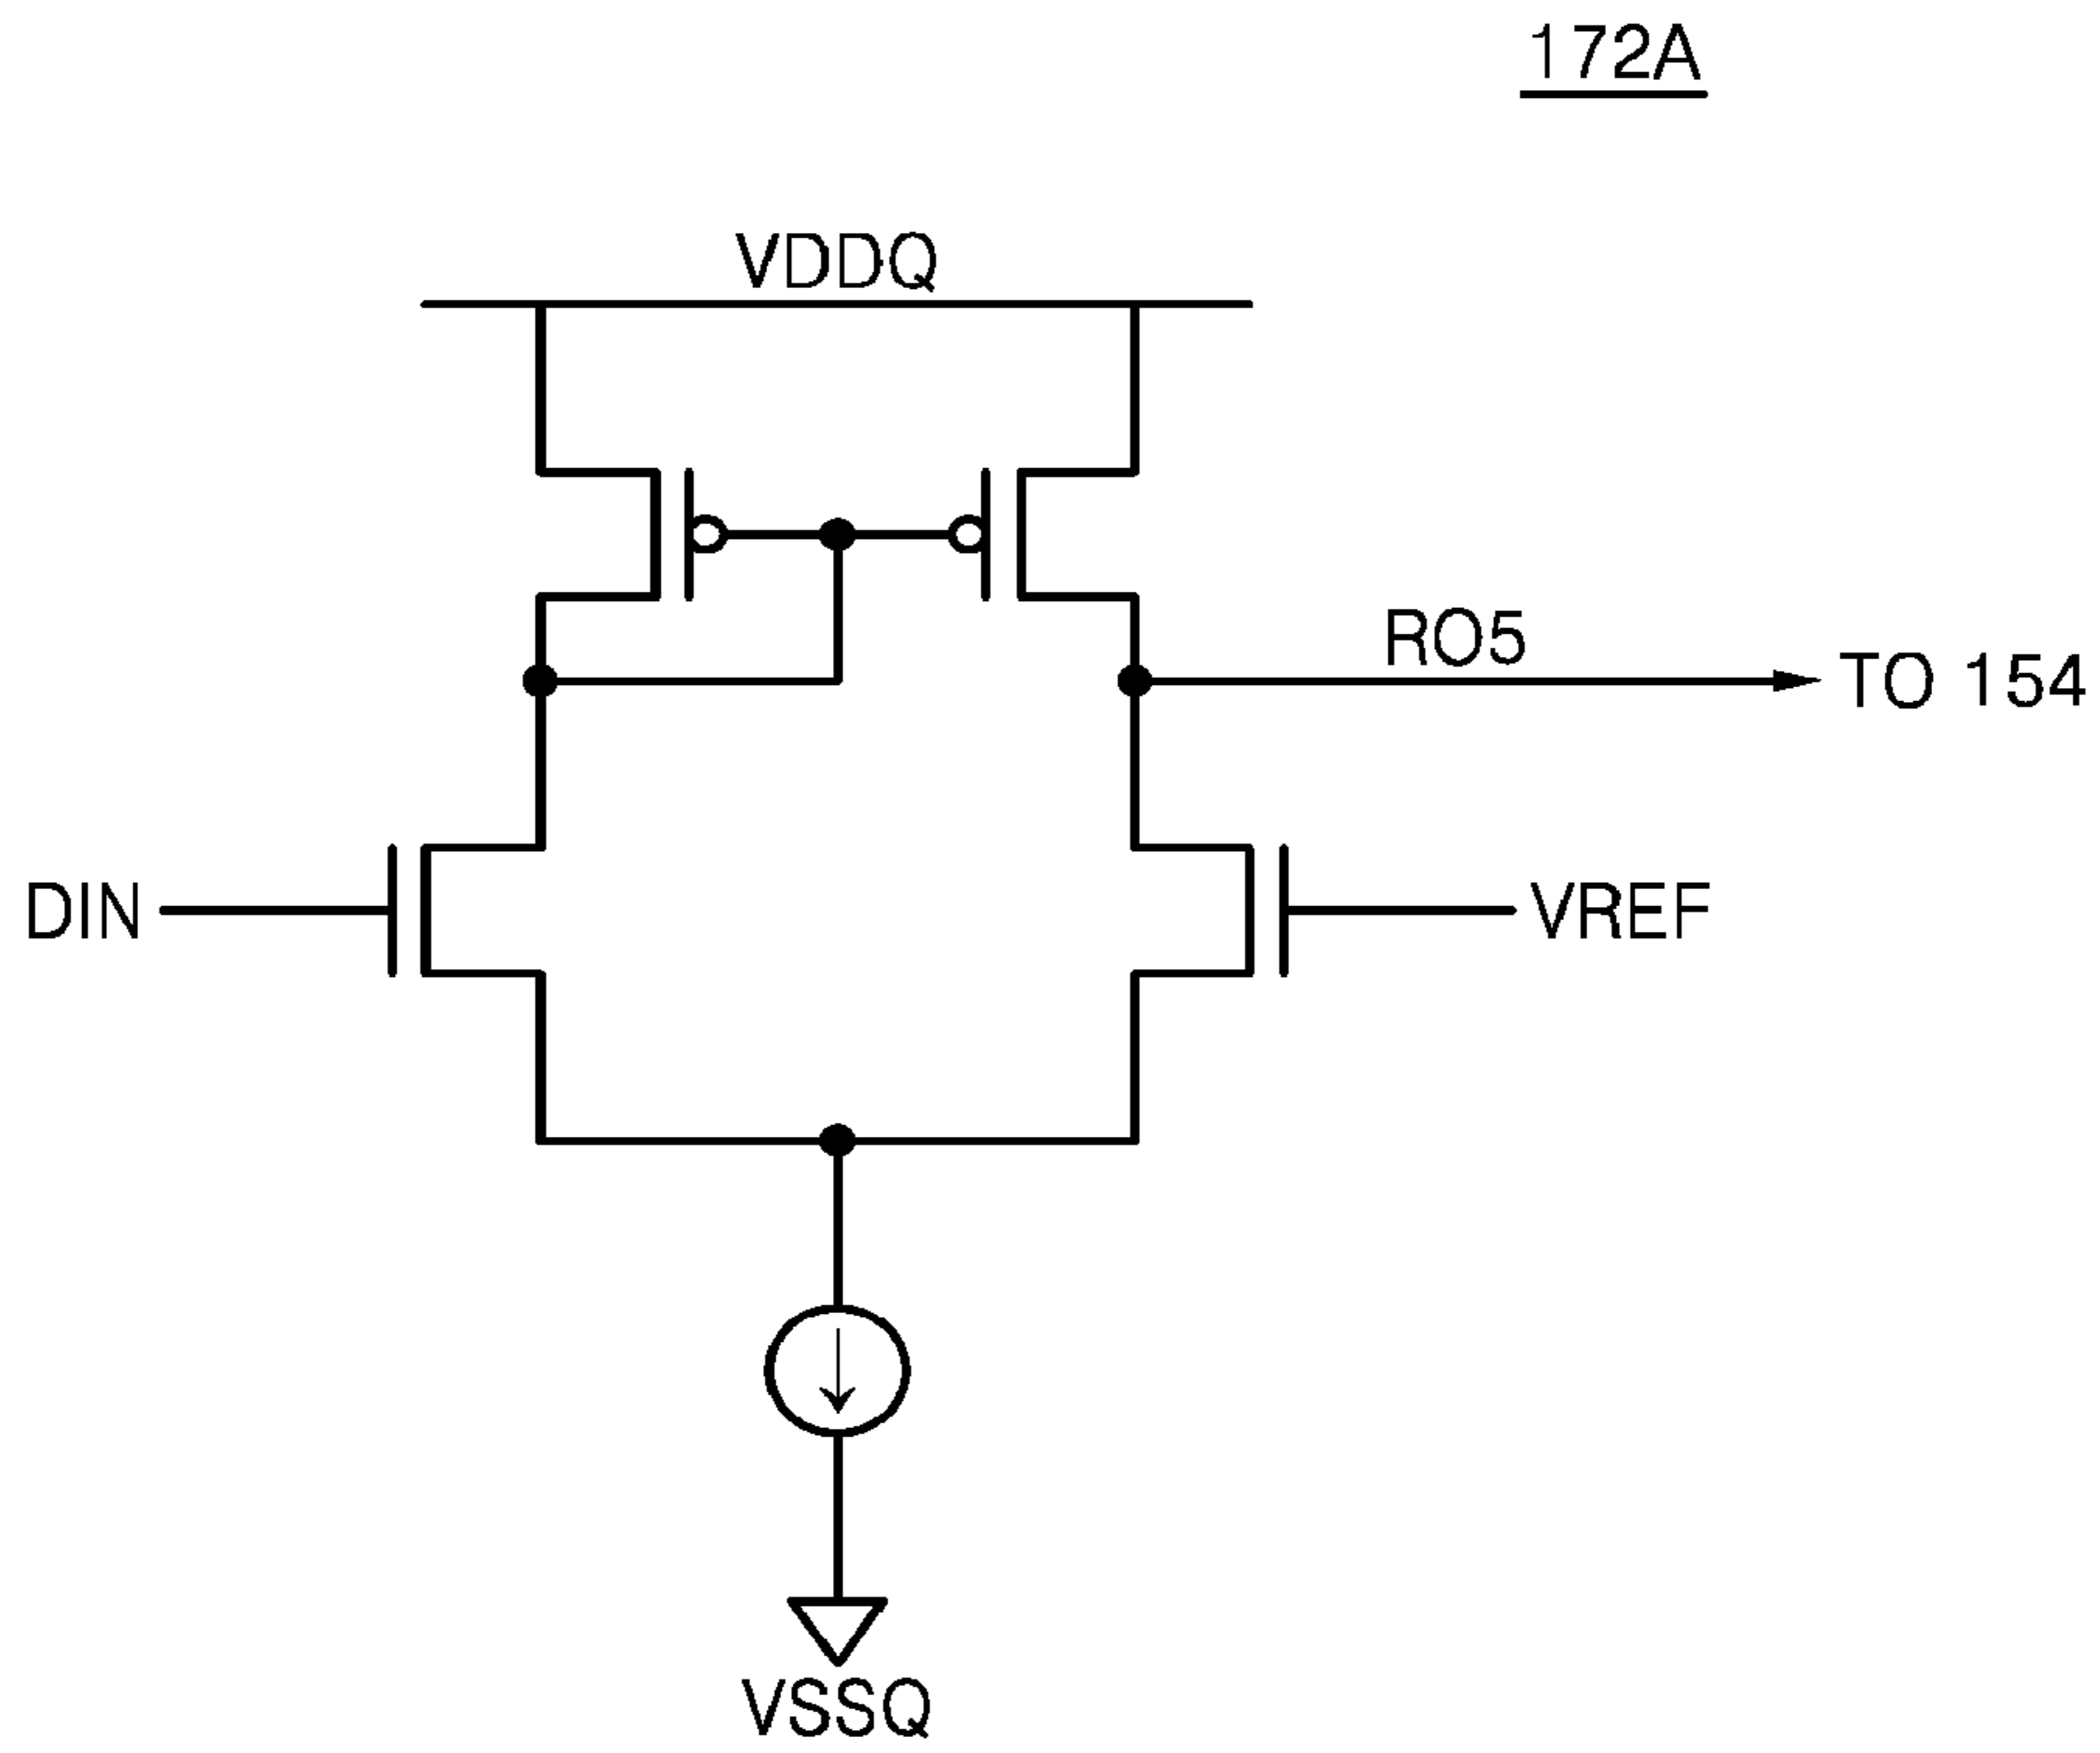 172A
VDDQ
RO5
TO 154
DIN
VREF
VSSQ